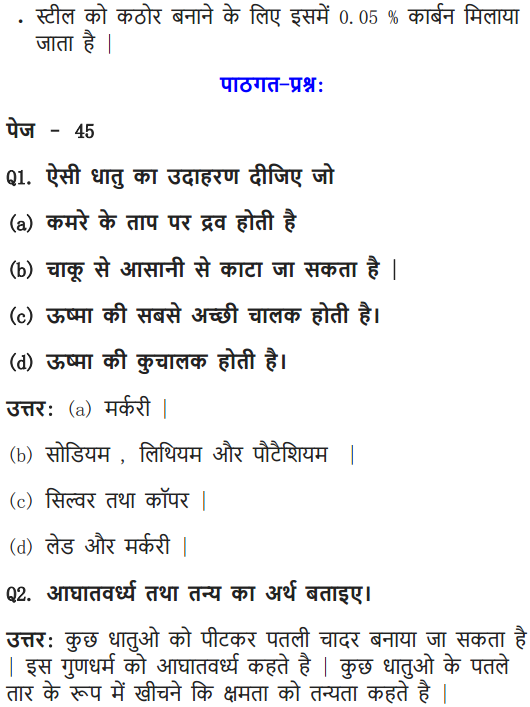 • स्टील को कठोर बनाने के लिए इसमें 0.05 % कार्बन मिलाया
जाता है |
पाठगत-प्रश्न:
पेज - 45
Q1. ऐसी धातु का उदाहरण दीजिए जो
(a) कमरे के ताप पर द्रव होती है
(b) चाकू से आसानी से काटा जा सकता है |
(c) ऊष्मा की सबसे अच्छी चालक होती है।
(d) ऊष्मा की कुचालक होती है।
उत्तर: (a) मर्करी |
(b) सोडियम , लिथियम और पौटैशियम |
(c) सिल्वर तथा कॉपर |
(d) लेड और मर्करी |
Q2. आघातवर्ध्य तथा तन्य का अर्थ बताइए।
उत्तर: कुछ धातुओ को पीटकर पतली चादर बनाया जा सकता है
| इस गुणधर्म को आघातवर्ध्य कहते है | कुछ धातुओ के पतले
तार के रूप में खीचने कि क्षमता को तन्यता कहते है |